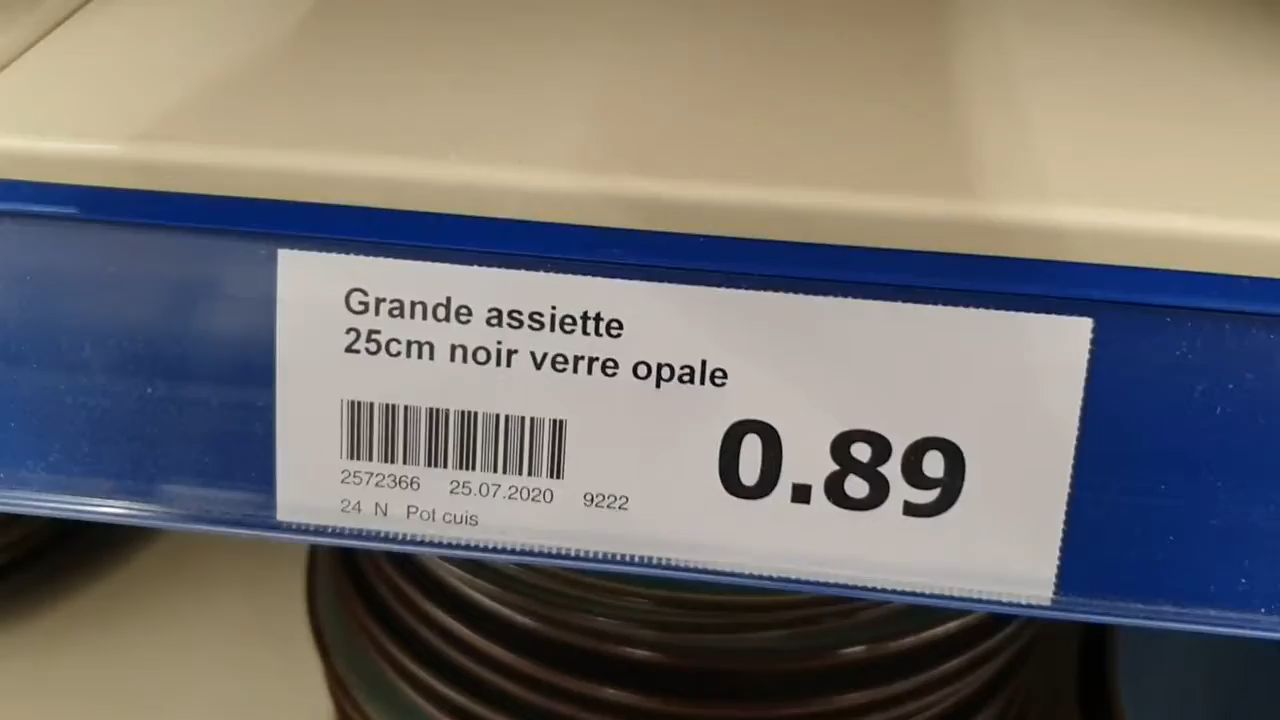 Grande assiette
25cm noir verre opale
0.89
2572366 25.07.2020 9222
24 N Pot cuis